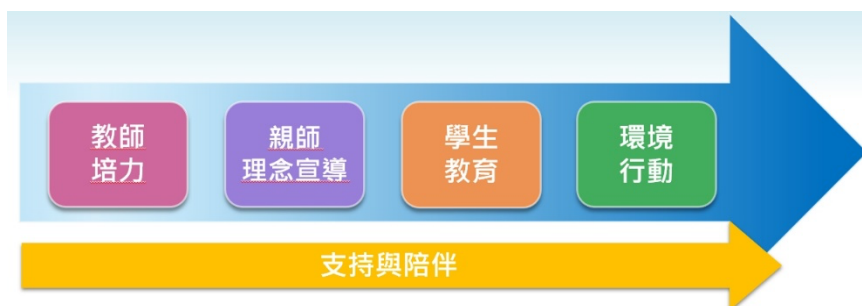 教師
培力
親師
理念宣導
學生
教育
環境
行動
支持與陪伴